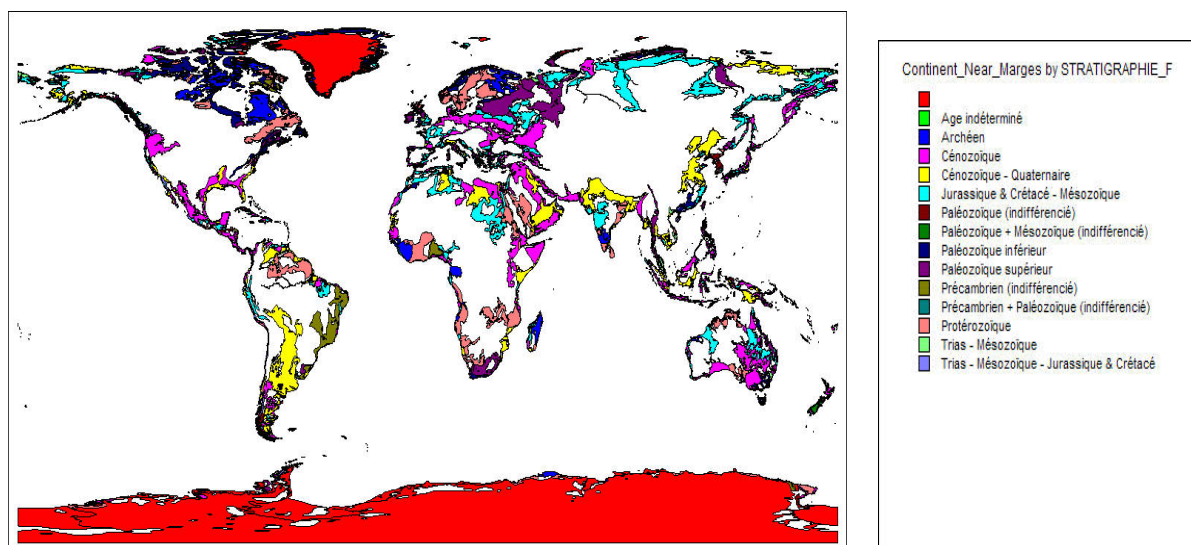 Continent_Near_Marges by STRATIGRAPHIE_F
Age indéterminé
Archéen
Cénozoïque
Cénozoïque - Quaternaire
Jurassique & Crétacé - Mésozoïque
Paléozoïque (indifférencié)
Paléozoïque + Mésozoïque (indifférencié)
Paléozoïque inférieur
Paléozoïque supérieur
Précambrien (indifférencié)
Précambrien + Paléozoïque (indifférencié)
Protérozoïque
Trias - Mésozoïque
Trias - Mésozoïque - Jurassique & Crétacé